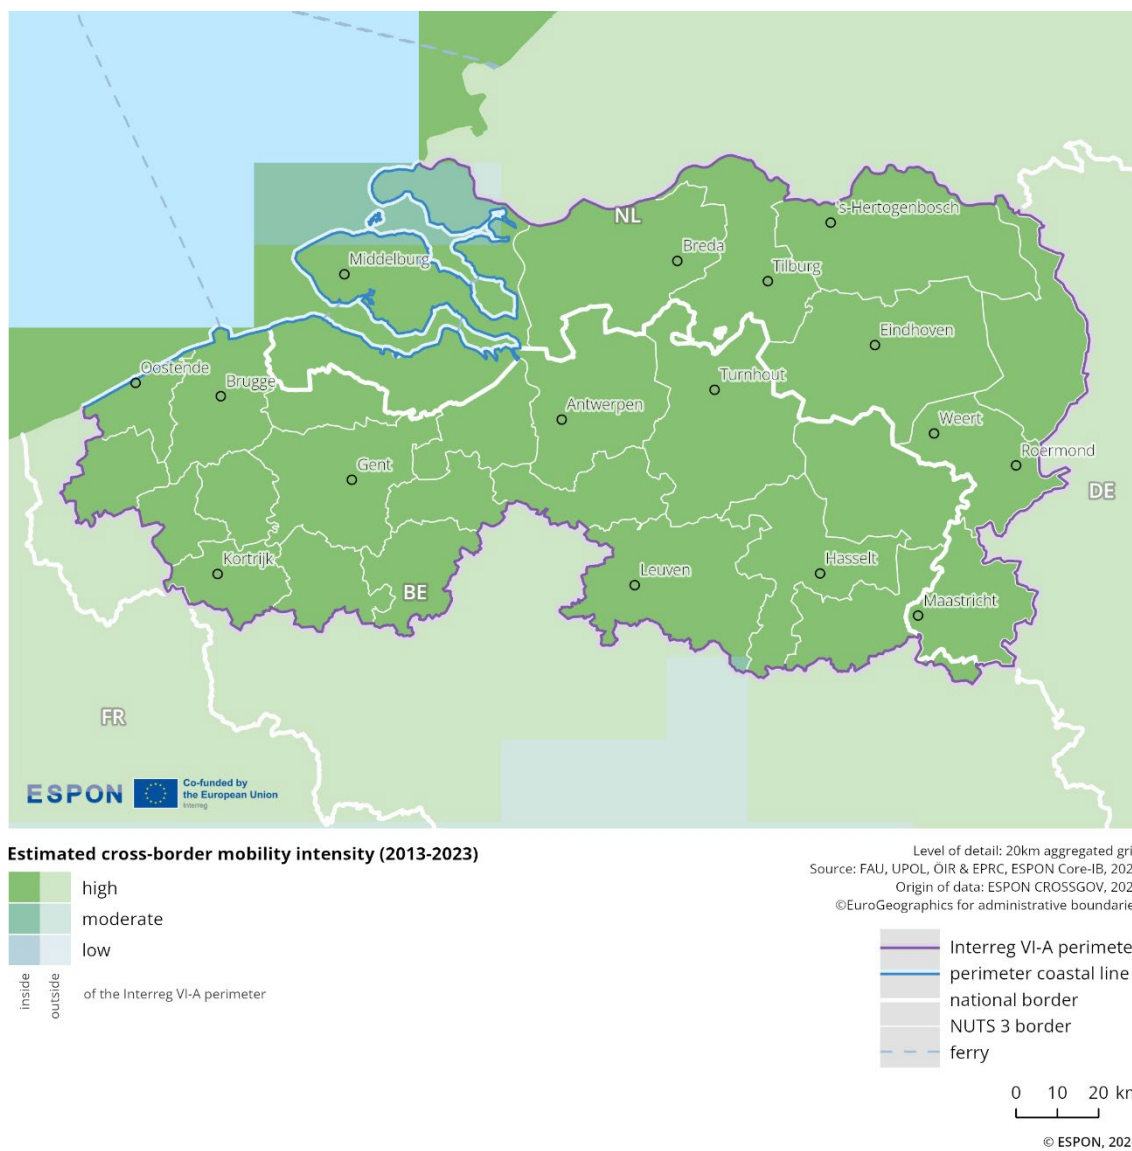 NL
's-Hertogenbosch
Breda
Middelburg
Tilburg
Eindhoven
Oostende
Brugge
Turnhout
Antwerpen
Weert
Roermond
Gent
DE
Kortrijk
Hasselt
Leuven
BE
Maastricht
FR
ESPON
Co-funded by
the European Union
Interreg
Estimated cross-border mobility intensity (2013-2023)
high
moderate
low
inside
outside
of the Interreg VI-A perimeter
Level of detail: 20km aggregated gri
Source: FAU, UPOL, ÖIR & EPRC, ESPON Core-IB, 202
Origin of data: ESPON CROSSGOV, 202
©EuroGeographics for administrative boundarie
Interreg VI-A perimete
perimeter coastal line
national border
NUTS 3 border
ferry
0 10 20 km
© ESPON, 202